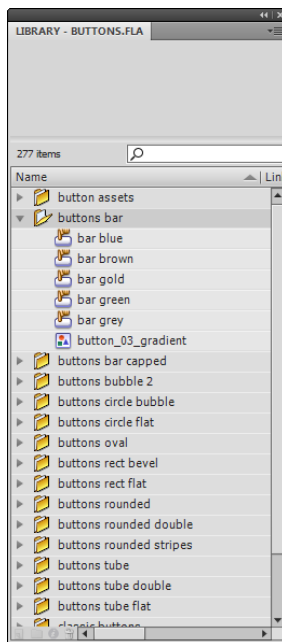 LIBRARY - BUTTONS.FLA
277 items
Name Lin
button assets
buttons bar
bar blue
bar brown
bar gold
bar green
bar grey
button_03_gradient
buttons bar capped
buttons bubble 2
buttons circle bubble
buttons circle flat
buttons oval
buttons rect bevel
buttons rect flat
buttons rounded
buttons rounded double
buttons rounded stripes
buttons tube
buttons tube double
buttons tube flat
classic buttons